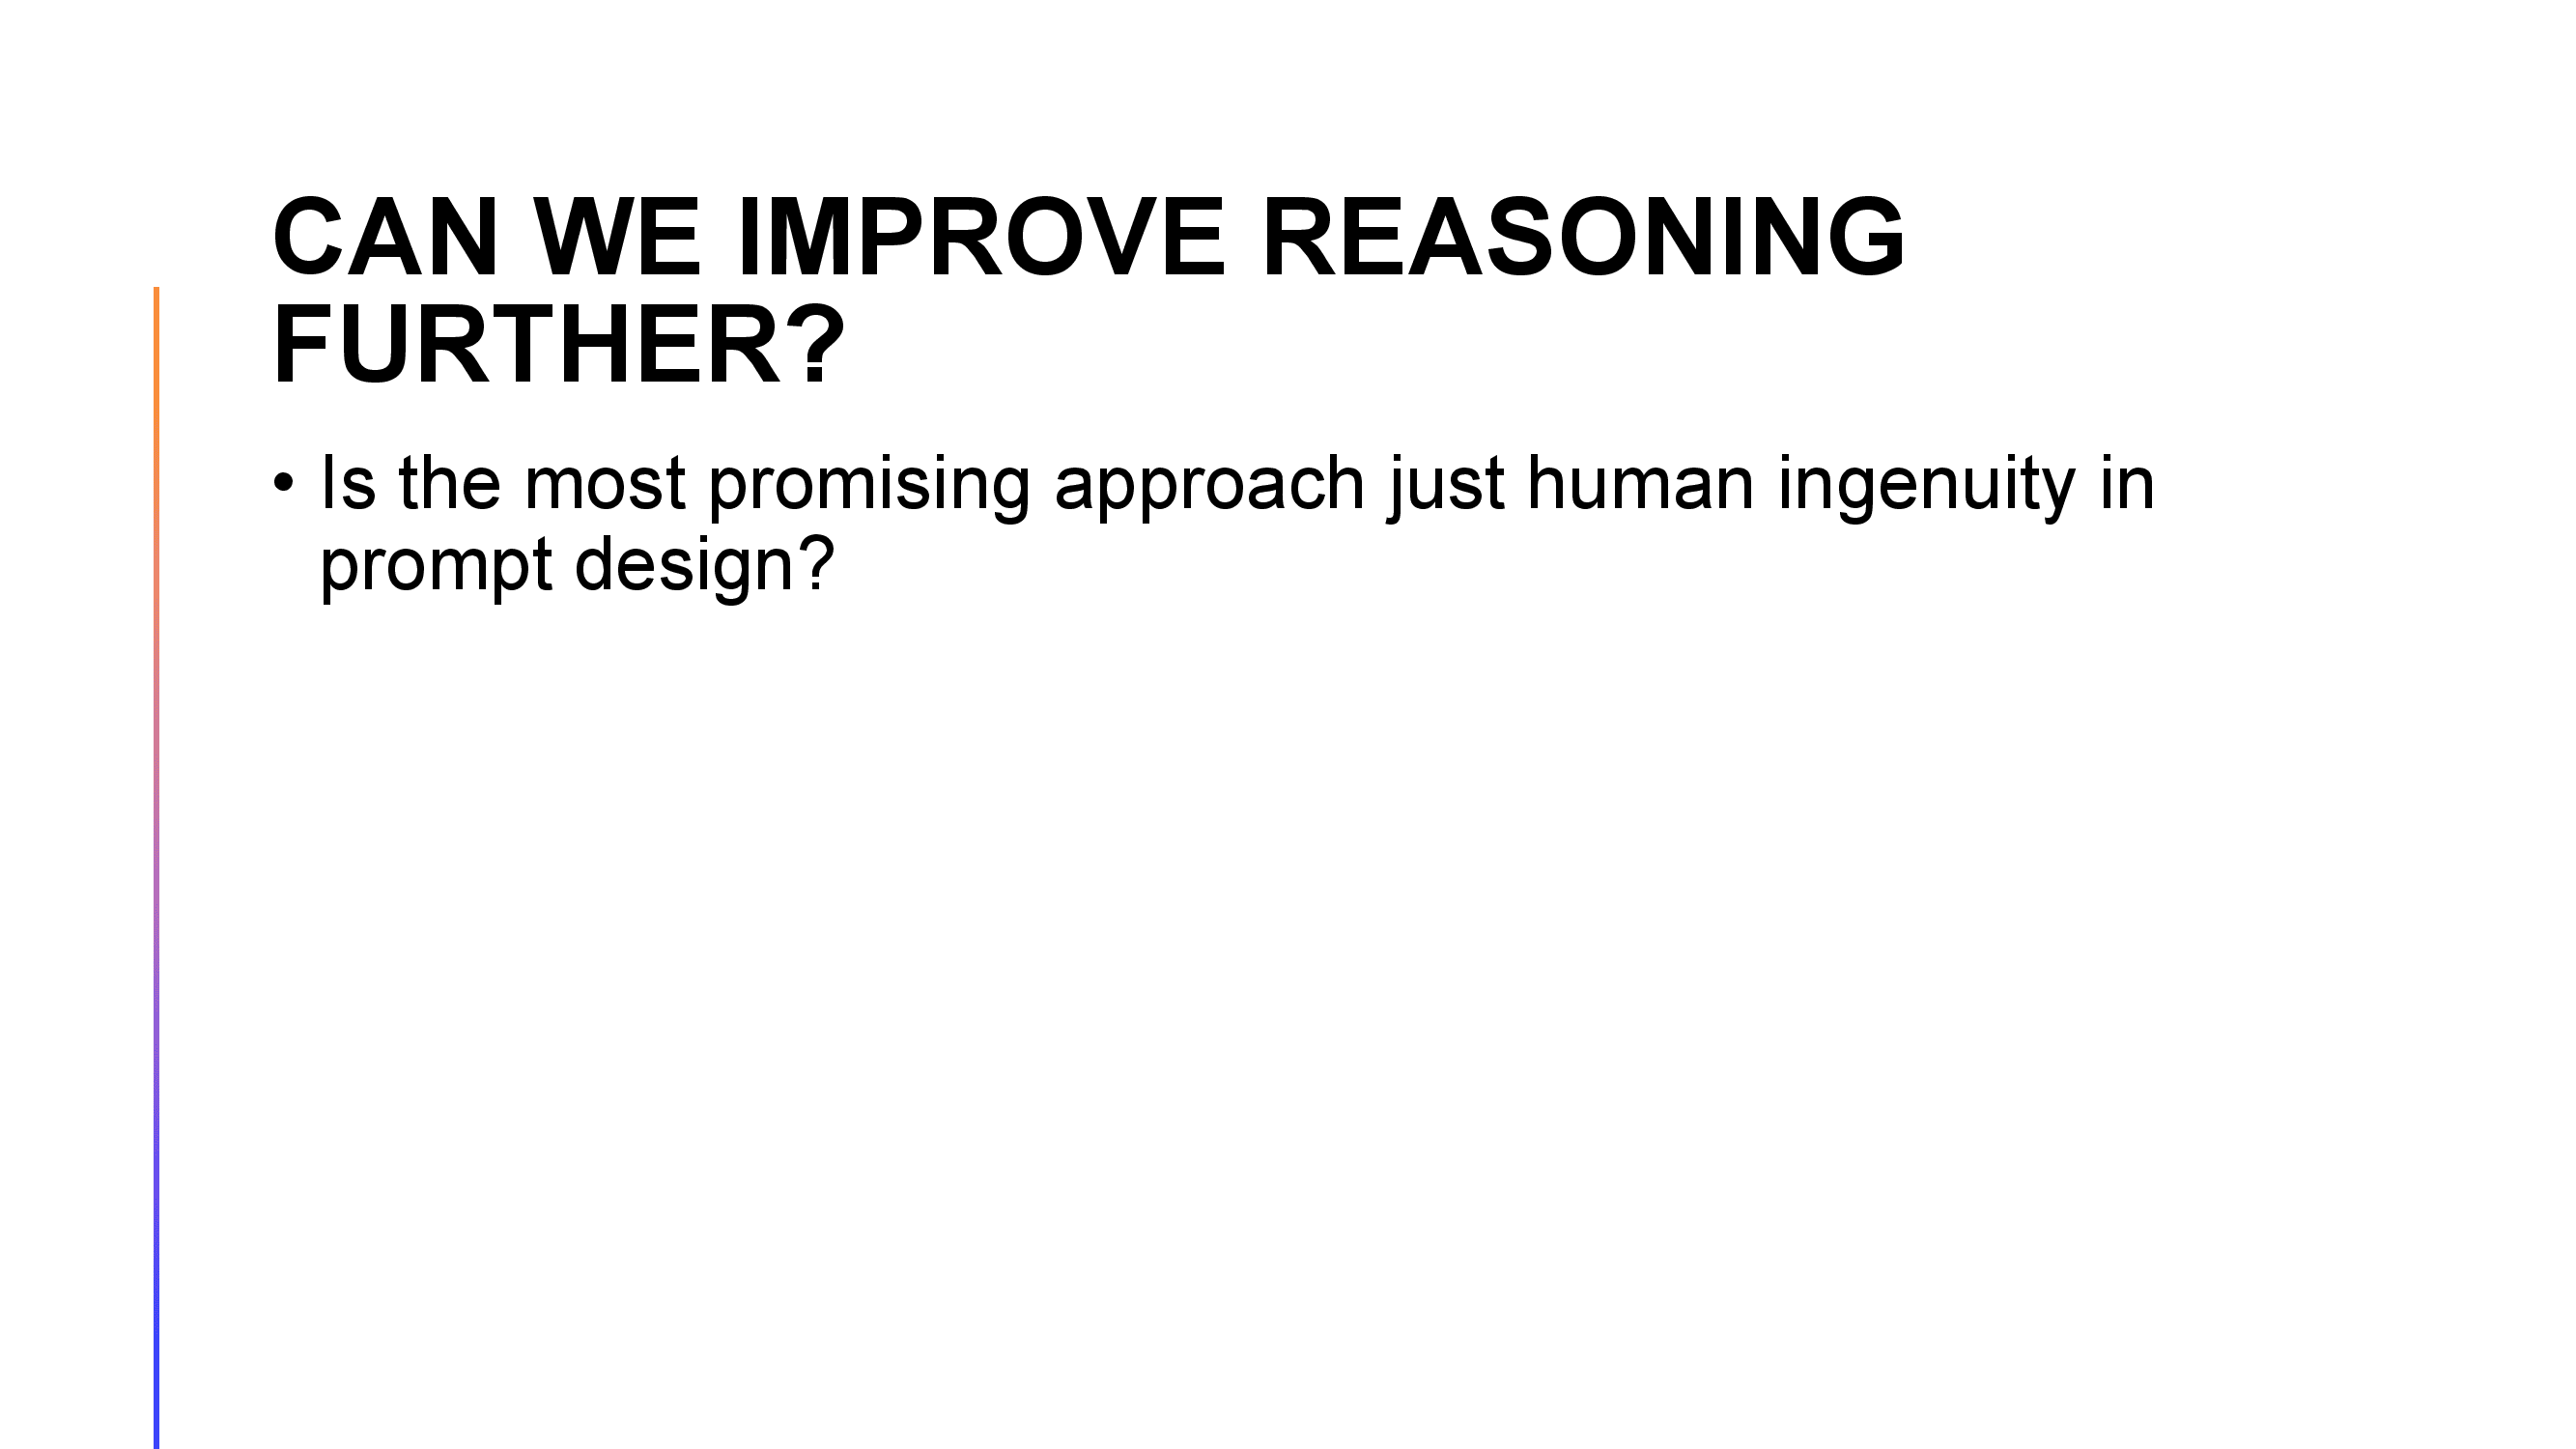 CAN WE IMPROVE REASONING
FURTHER?
• Is the most promising approach just human ingenuity in
prompt design?